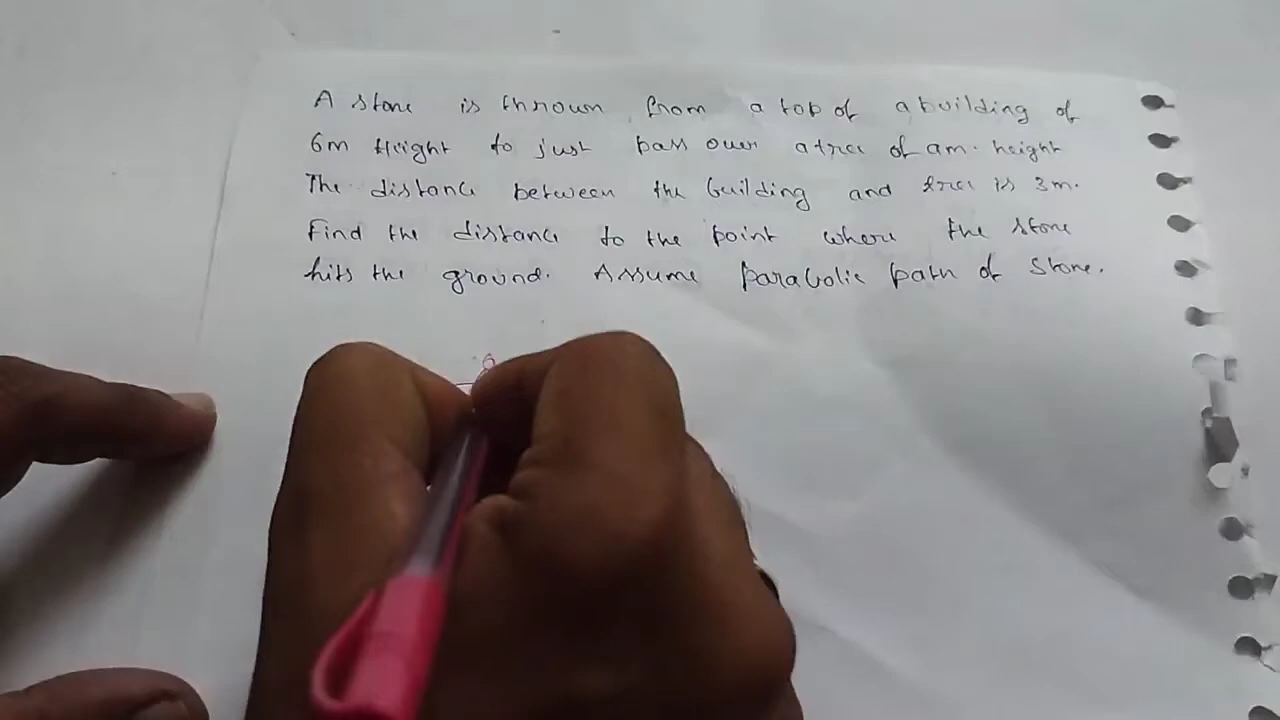 A stone is thrown from a top of a building of
6m Height to just pass over a tree of 9m. height
The distance between the building and tree is 3m.
Find the distance to the point where the stone
hits the ground. Assume parabolic path of stone.